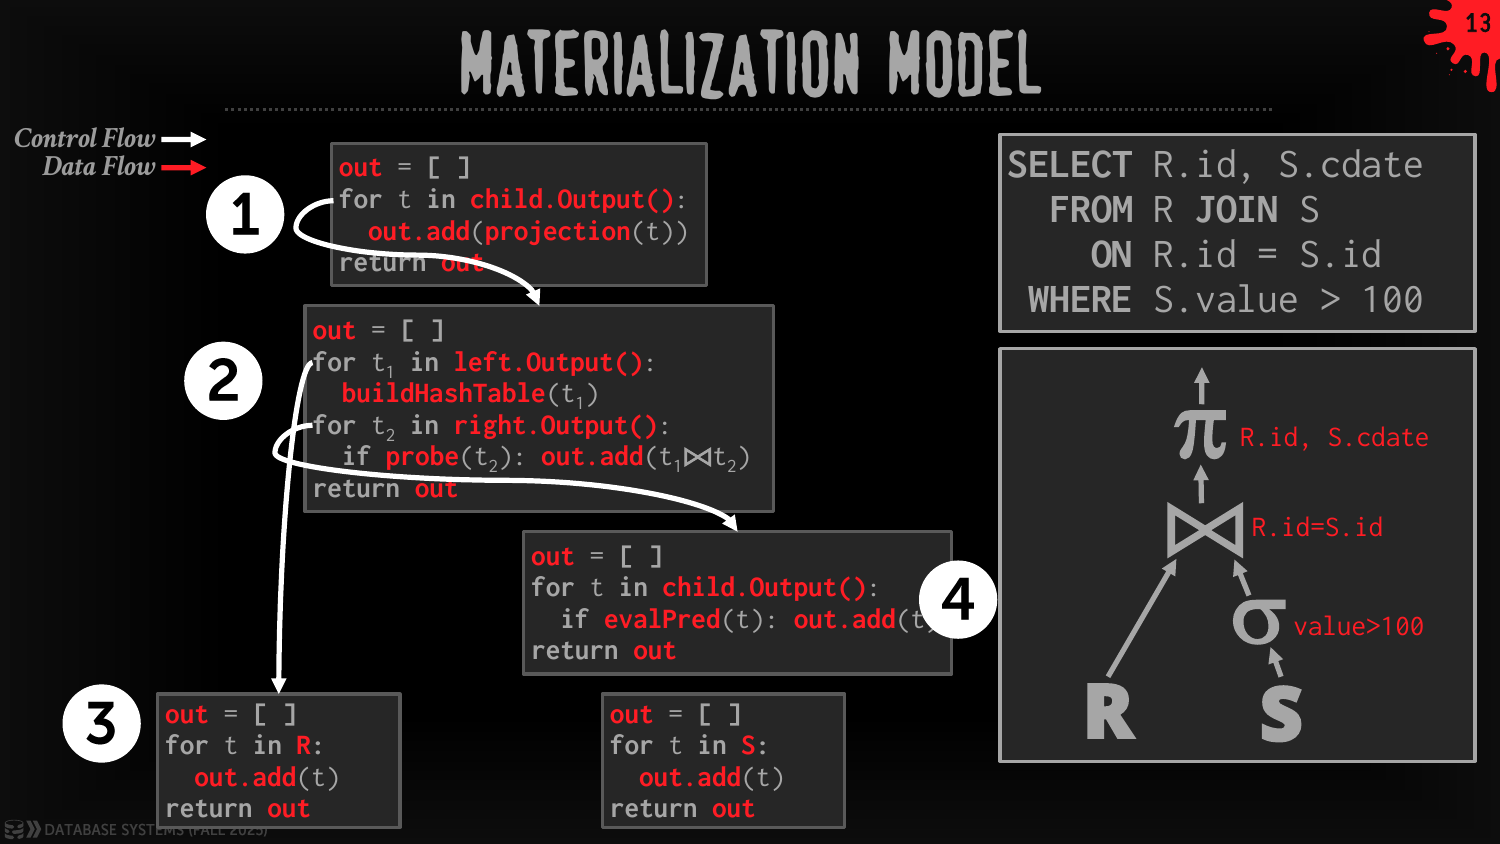 13
MATERIALIZATION MODEL
Control Flow
Data Flow
1
out = [ ]
for t in child.Output():
out.add(projection(t))
return out
2
out = [ ]
for t1 in left.Output():
buildHashTable(t1)
for t2 in right.Output():
if probe(t2): out.add(t1⋈t2)
return out
4
out = [ ]
for t in child.Output():
if evalPred(t): out.add(t)
return out
3
out = [ ]
for t in R:
out.add(t)
return out
out = [ ]
for t in S:
out.add(t)
return out
SELECT R.id, S.cdate
FROM R JOIN S
ON R.id = S.id
WHERE S.value > 100
π R.id, S.cdate
⋈ R.id=S.id
σ value>100
R S
DATABASE SYSTEMS (FALL 2025)